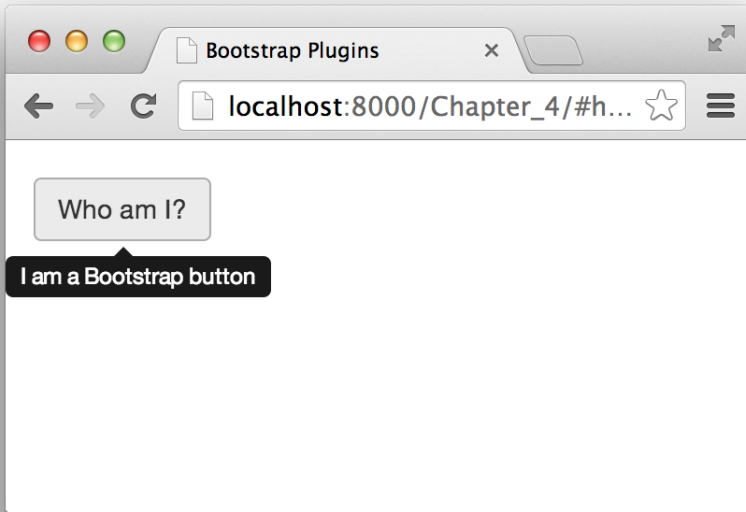 Bootstrap Plugins
localhost:8000/Chapter_4/#h...
Who am I?
I am a Bootstrap button